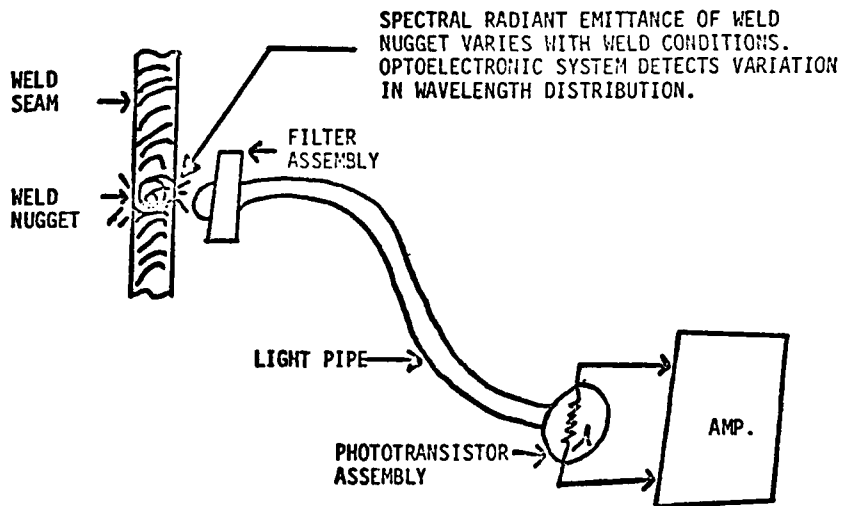 SPECTRAL RADIANT EMITTANCE OF WELD
NUGGET VARIES WITH WELD CONDITIONS.
OPTOELECTRONIC SYSTEM DETECTS VARIATION
IN WAVELENGTH DISTRIBUTION.
WELD
SEAM
FILTER
ASSEMBLY
WELD
NUGGET
LIGHT PIPE
AMP.
PHOTOTRANSISTOR
ASSEMBLY